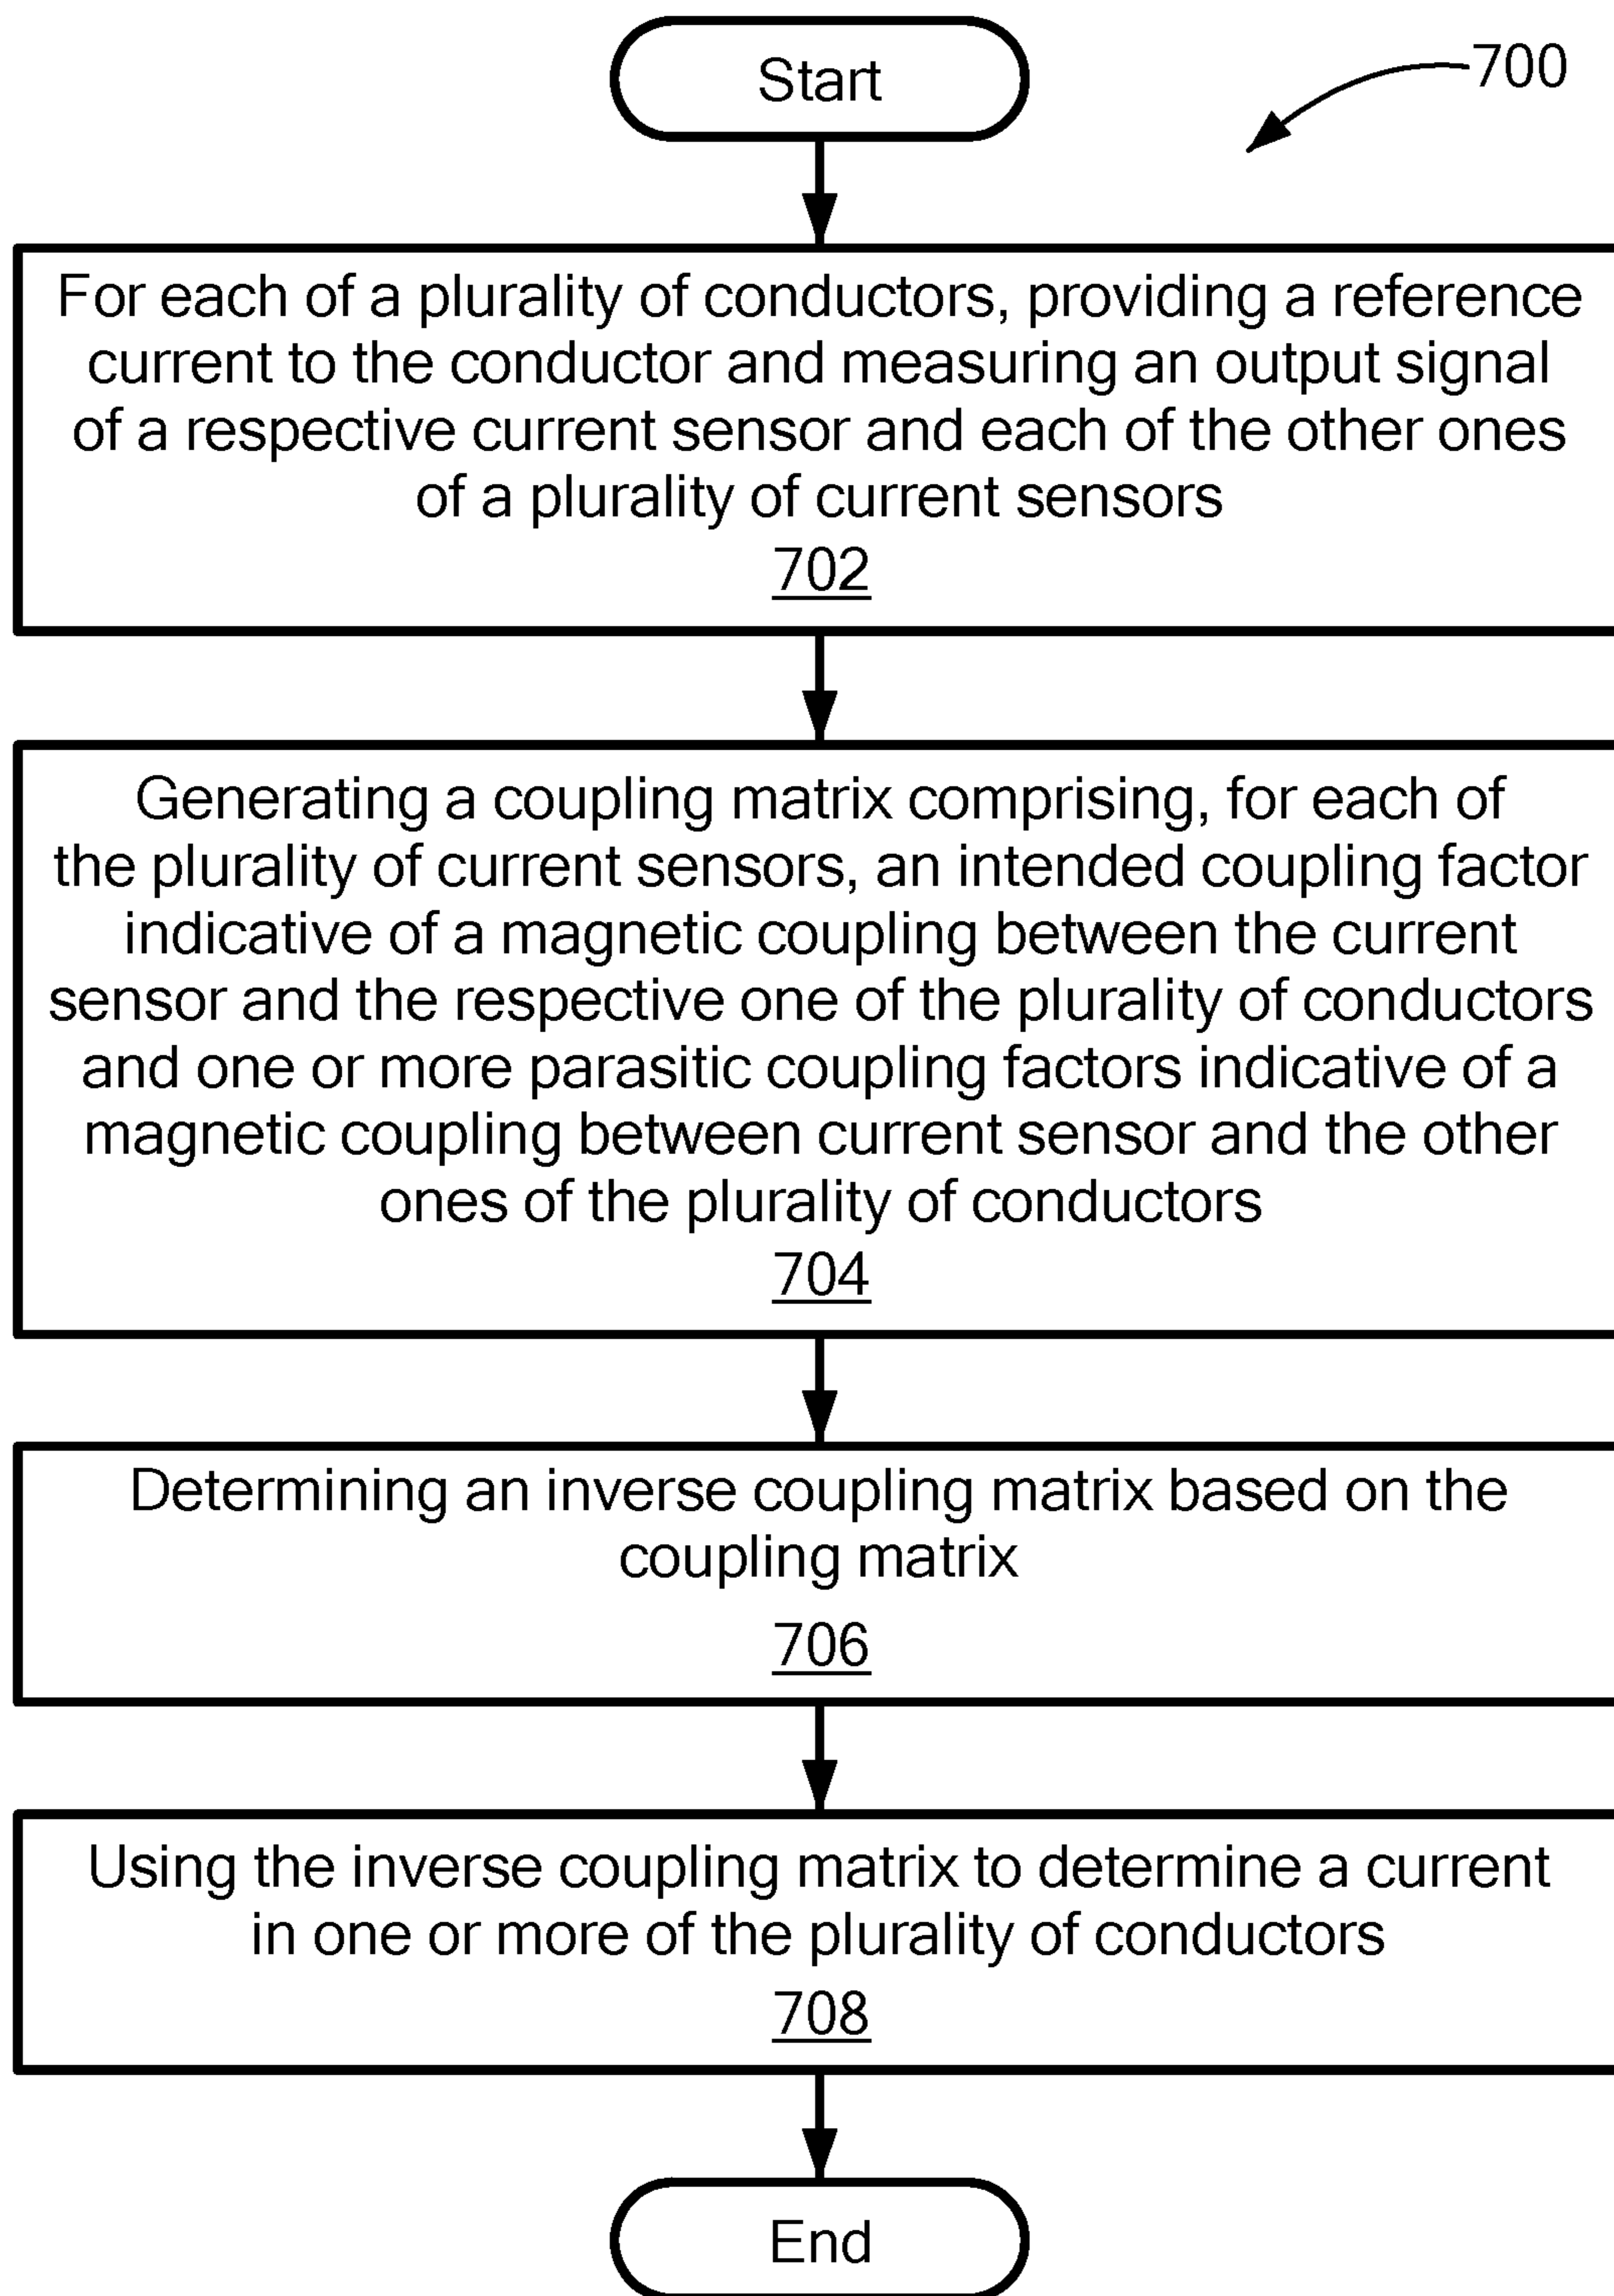 Start
700
For each of a plurality of conductors, providing a reference
current to the conductor and measuring an output signal
of a respective current sensor and each of the other ones
of a plurality of current sensors
702
Generating a coupling matrix comprising, for each of
the plurality of current sensors, an intended coupling factor
indicative of a magnetic coupling between the current
sensor and the respective one of the plurality of conductors
and one or more parasitic coupling factors indicative of a
magnetic coupling between current sensor and the other
ones of the plurality of conductors
704
Determining an inverse coupling matrix based on the
coupling matrix
706
Using the inverse coupling matrix to determine a current
in one or more of the plurality of conductors
708
End